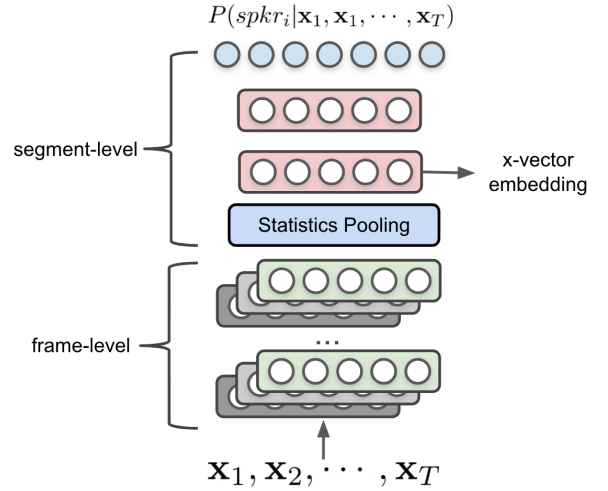 P(spkr_i|x_1, x_1, ⋯ , x_T)
segment-level
x-vector
embedding
Statistics Pooling
frame-level
...
x_1, x_2, ⋯ , x_T